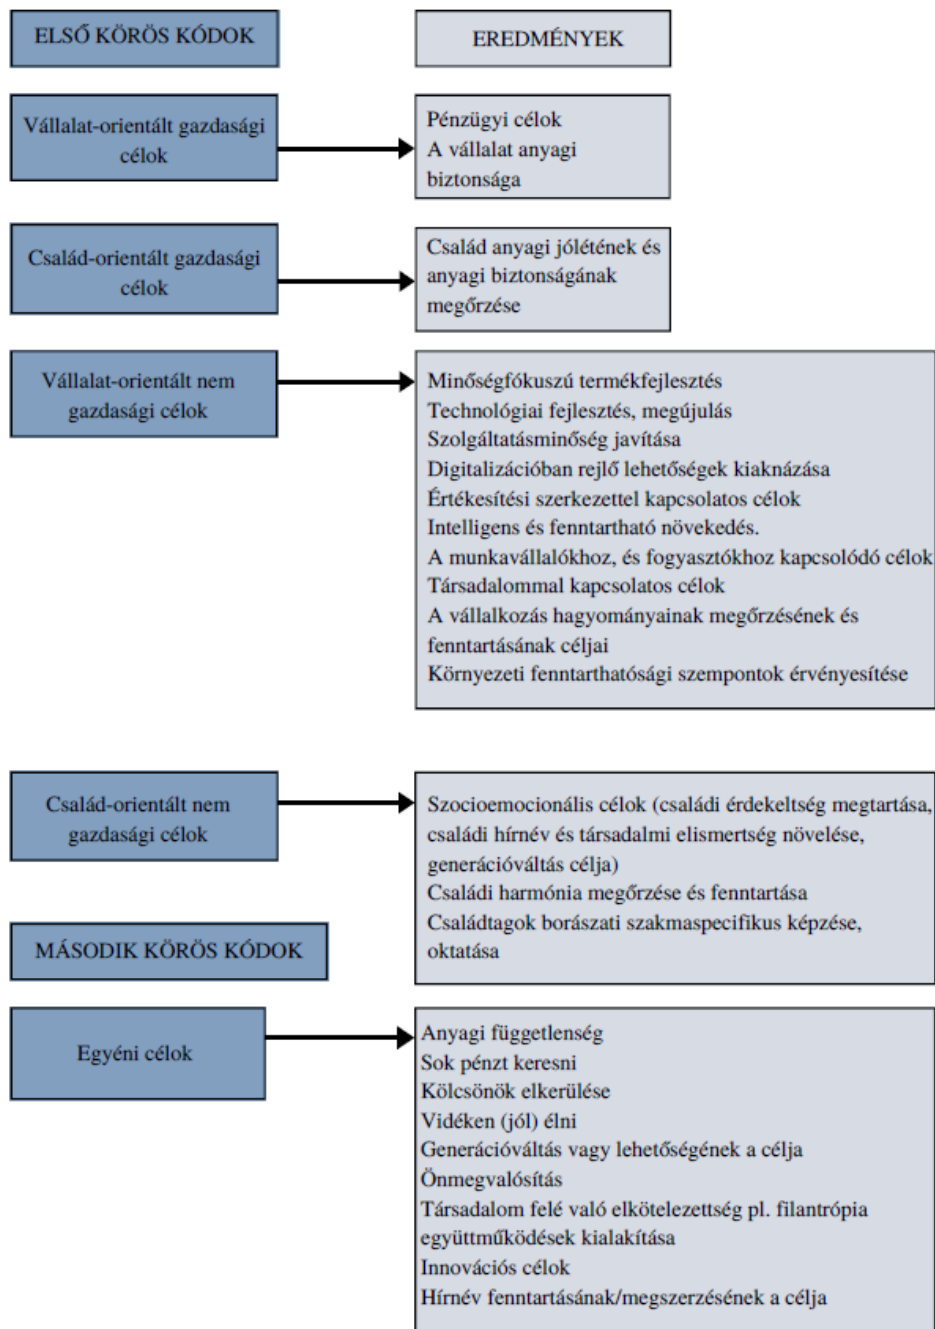 ELSŐ KÖRÖS KÓDOK
EREDMÉNYEK
Vállalat-orientált gazdasági
célok
Pénzügyi célok
A vállalat anyagi
biztonsága
Család-orientált gazdasági
célok
Család anyagi jólétének és
anyagi biztonságának
megőrzése
Vállalat-orientált nem
gazdasági célok
Minőségfókuszú termékfejlesztés
Technológiai fejlesztés, megújulás
Szolgáltatásminőség javítása
Digitalizációban rejlő lehetőségek kiaknázása
Értékesítési szerkezettel kapcsolatos célok
Intelligens és fenntartható növekedés.
A munkavállalókhoz, és fogyasztókhoz kapcsolódó célok
Társadalommal kapcsolatos célok
A vállalkozás hagyományainak megőrzésének és
fenntartásának céljai
Környezeti fenntarthatósági szempontok érvényesítése
Család-orientált nem
gazdasági célok
Szocioemocionális célok (családi érdekeltség megtartása,
családi hírnév és társadalmi elismertség növelése,
generációváltás célja)
Családi harmónia megőrzése és fenntartása
Családtagok borászati szakmaspecifikus képzése,
oktatása
MÁSODIK KÖRÖS KÓDOK
Egyéni célok
Anyagi függetlenség
Sok pénzt keresni
Kölcsönök elkerülése
Vidéken (jól) élni
Generációváltás vagy lehetőségének a célja
Önmegvalósítás
Társadalom felé való elkötelezettség pl. filantrópia
együttműködések kialakítása
Innovációs célok
Hírnév fenntartásának/megszerzésének a célja